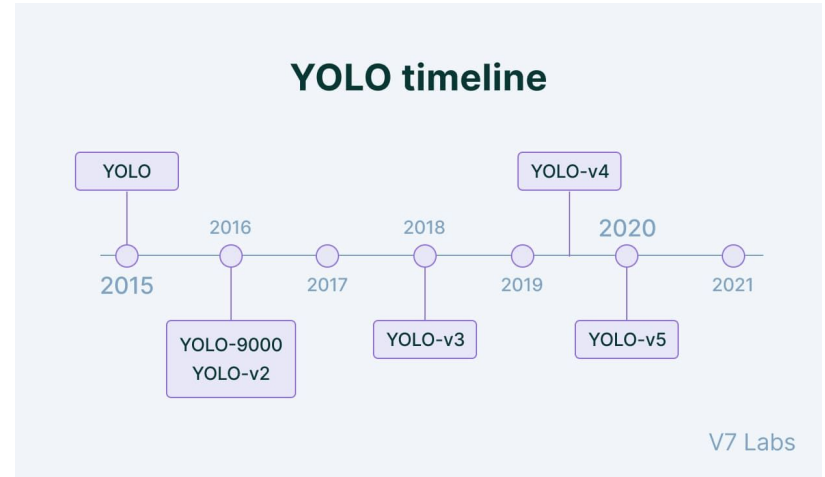 YOLO timeline
YOLO
YOLO-v4
2016
2018
2020
2015
2017
2019
2021
YOLO-9000
YOLO-v2
YOLO-v3
YOLO-v5
V7 Labs